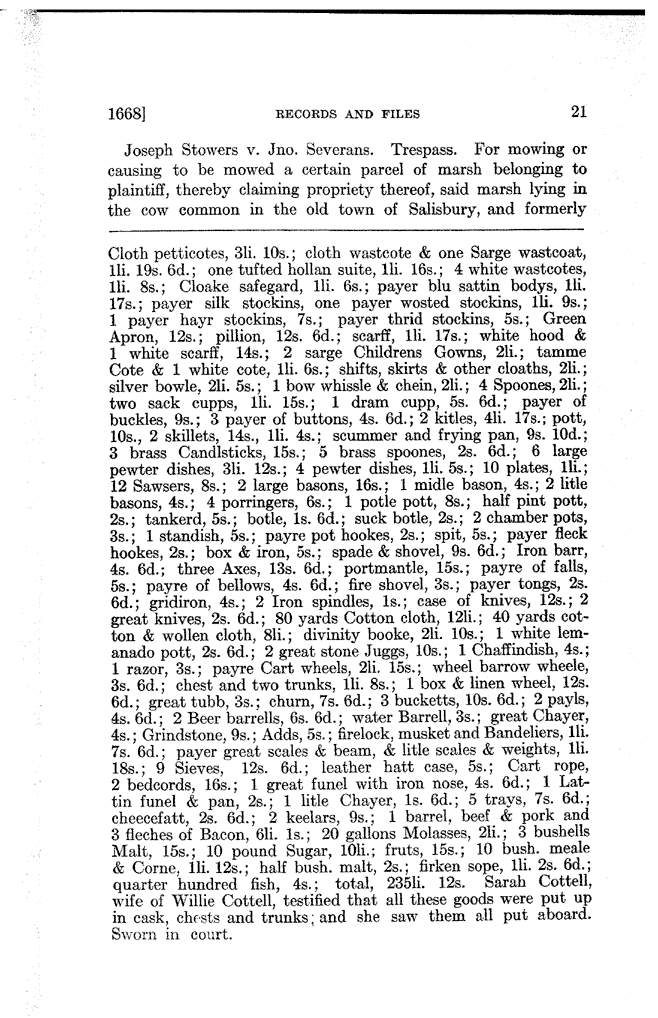 1668]	RECORDS AND FILES	21
Joseph Stowers v. Jno. Severans. Trespass. For mowing or
causing to be mowed a certain parcel of marsh belonging to
plaintiff, thereby claiming propriety thereof, said marsh lying in
the cow common in the old town of Salisbury, and formerly
Cloth petticotes, 3li. 10s.; cloth wastcote & one Sarge wastcoat,
1li. 19s. 6d.; one tufted hollan suite, 1li. 16s.; 4 white wastcotes,
1li. 8s.; Cloake safegard, 1li. 6s.; payer blu sattin bodys, 1li.
17s.; payer silk stockins, one payer wosted stockins, 1li. 9s.;
1 payer hayr stockins, 7s.; payer thrid stockins, 5s.; Green
Apron, 12s.; pillion, 12s. 6d.; scarff, 1li. 17s.; white hood &
1 white scarff, 14s.; 2 sarge Childrens Gowns, 2li.; tamme
Cote & 1 white cote, 1li. 6s.; shifts, skirts & other cloaths, 2li.;
silver bowle, 2li. 5s.; 1 bow whissle & chein, 2li.; 4 Spoones, 2li.;
two sack cupps, 1li. 15s.; 1 dram cupp, 5s. 6d.; payer of
buckles, 9s.; 3 payer of buttons, 4s. 6d.; 2 kitles, 4li. 17s.; pott,
10s., 2 skillets, 14s., 1li. 4s.; scummer and frying pan, 9s. 10d.;
3 brass Candlsticks, 15s.; 5 brass spoones, 2s. 6d.; 6 large
pewter dishes, 3li. 12s.; 4 pewter dishes, 1li. 5s.; 10 plates, 1li.;
12 Sawsers, 8s.; 2 large basons, 16s.; 1 midle bason, 4s.; 2 litle
basons, 4s.; 4 porringers, 6s.; 1 potle pott, 8s.; half pint pott,
2s.; tankerd, 5s.; botle, 1s. 6d.; suck botle, 2s.; 2 chamber pots,
3s.; 1 standish, 5s.; payre pot hookes, 2s.; spit, 5s.; payer fleck
hookes, 2s.; box & iron, 5s.; spade & shovel, 9s. 6d.; Iron barr,
4s. 6d.; three Axes, 13s. 6d.; portmantle, 15s.; payre of falls,
5s.; payre of bellows, 4s. 6d.; fire shovel, 3s.; payer tongs, 2s.
6d.; gridiron, 4s.; 2 Iron spindles, 1s.; case of knives, 12s.; 2
great knives, 2s. 6d.; 80 yards Cotton cloth, 12li.; 40 yards cot-
ton & wollen cloth, 8li.; divinity booke, 2li. 10s.; 1 white lem-
anado pott, 2s. 6d.; 2 great stone Juggs, 10s.; 1 Chaffindish, 4s.;
1 razor, 3s.; payre Cart wheels, 2li. 15s.; wheel barrow wheele,
3s. 6d.; chest and two trunks, 1li. 8s.; 1 box & linen wheel, 12s.
6d.; great tubb, 3s.; churn, 7s. 6d.; 3 bucketts, 10s. 6d.; 2 payls,
4s. 6d.; 2 Beer barrells, 6s. 6d.; water Barrell, 3s.; great Chayer,
4s.; Grindstone, 9s.; Adds, 5s.; firelock, musket and Bandeliers, 1li.
7s. 6d.; payer great scales & beam, & litle scales & weights, 1li.
18s.; 9 Sieves, 12s. 6d.; leather hatt case, 5s.; Cart rope,
2 bedcords, 16s.; 1 great funel with iron nose, 4s. 6d.; 1 Lat-
tin funel & pan, 2s.; 1 litle Chayer, 1s. 6d.; 5 trays, 7s. 6d.;
cheecefatt, 2s. 6d.; 2 keelars, 9s.; 1 barrel, beef & pork and
3 fleches of Bacon, 6li. 1s.; 20 gallons Molasses, 2li.; 3 bushells
Malt, 15s.; 10 pound Sugar, 10li.; fruts, 15s.; 10 bush. meale
& Corne, 1li. 12s.; half bush. malt, 2s.; firken sope, 1li. 2s. 6d.;
quarter hundred fish, 4s.; total, 235li. 12s. Sarah Cottell,
wife of Willie Cottell, testified that all these goods were put up
in cask, chests and trunks; and she saw them all put aboard.
Sworn in court.